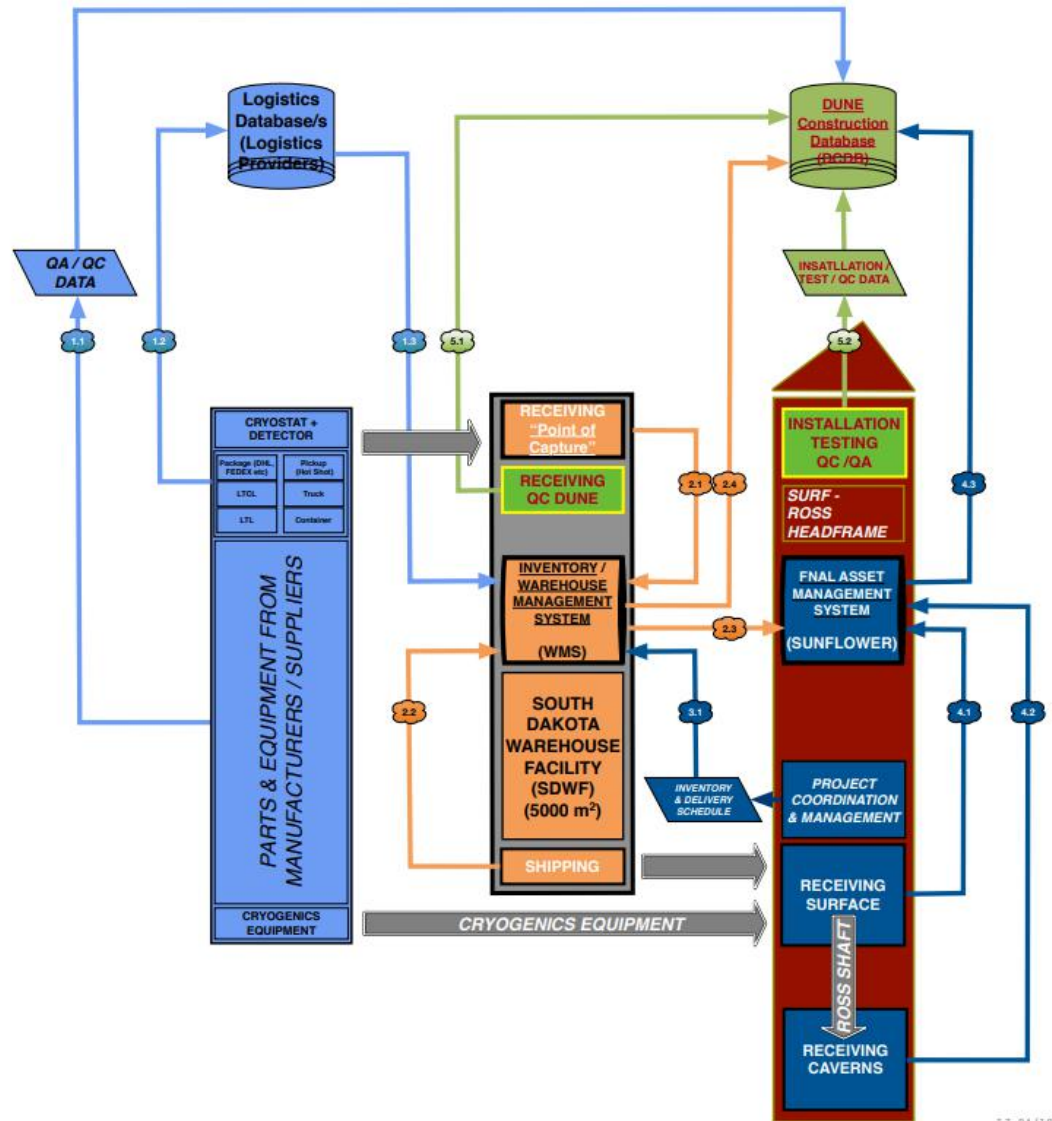 Logistics
Database/s
(Logistics
Providers)
DUNE
Construction
Database
(DCDB)
QA / QC
DATA
INSATLLATION /
TEST / QC DATA
1.1
1.2
1.3
5.1
5.2
CRYOSTAT +
DETECTOR
Package (DHL,
FEDEX etc)
Pickup
(Hot Shot)
LTCL
Truck
LTL
Container
PARTS & EQUIPMENT FROM
MANUFACTURERS / SUPPLIERS
CRYOGENICS
EQUIPMENT
RECEIVING
"Point of
Capture"
RECEIVING
QC DUNE
INVENTORY /
WAREHOUSE
MANAGEMENT
SYSTEM
(WMS)
SOUTH
DAKOTA
WAREHOUSE
FACILITY
(SDWF)
(5000 m²)
SHIPPING
2.1
2.4
2.3
2.2
3.1
INVENTORY
& DELIVERY
SCHEDULE
CRYOGENICS EQUIPMENT
INSTALLATION
TESTING
QC /QA
SURF -
ROSS
HEADFRAME
FNAL ASSET
MANAGEMENT
SYSTEM
(SUNFLOWER)
PROJECT
COORDINATION
& MANAGEMENT
RECEIVING
SURFACE
ROSS SHAFT
RECEIVING
CAVERNS
4.3
4.1
4.2